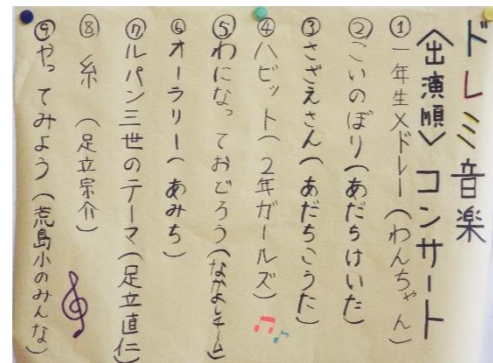 ドレミ音楽
〈出演順〉コンサート
①一年生×ドレー(わんちゃん)
②こいのぼり(あだちけいた)
③さざえさん(あだちこうた)
④ハビット(2年ガールズ)
⑤わになっておどろう(なかよしチーム)
⑥オーラリー(あみち)
⑦ルパン三世のテーマ(足立直仁)
⑧糸(足立宗介)
⑨やってみよう(荒島小のみんな)